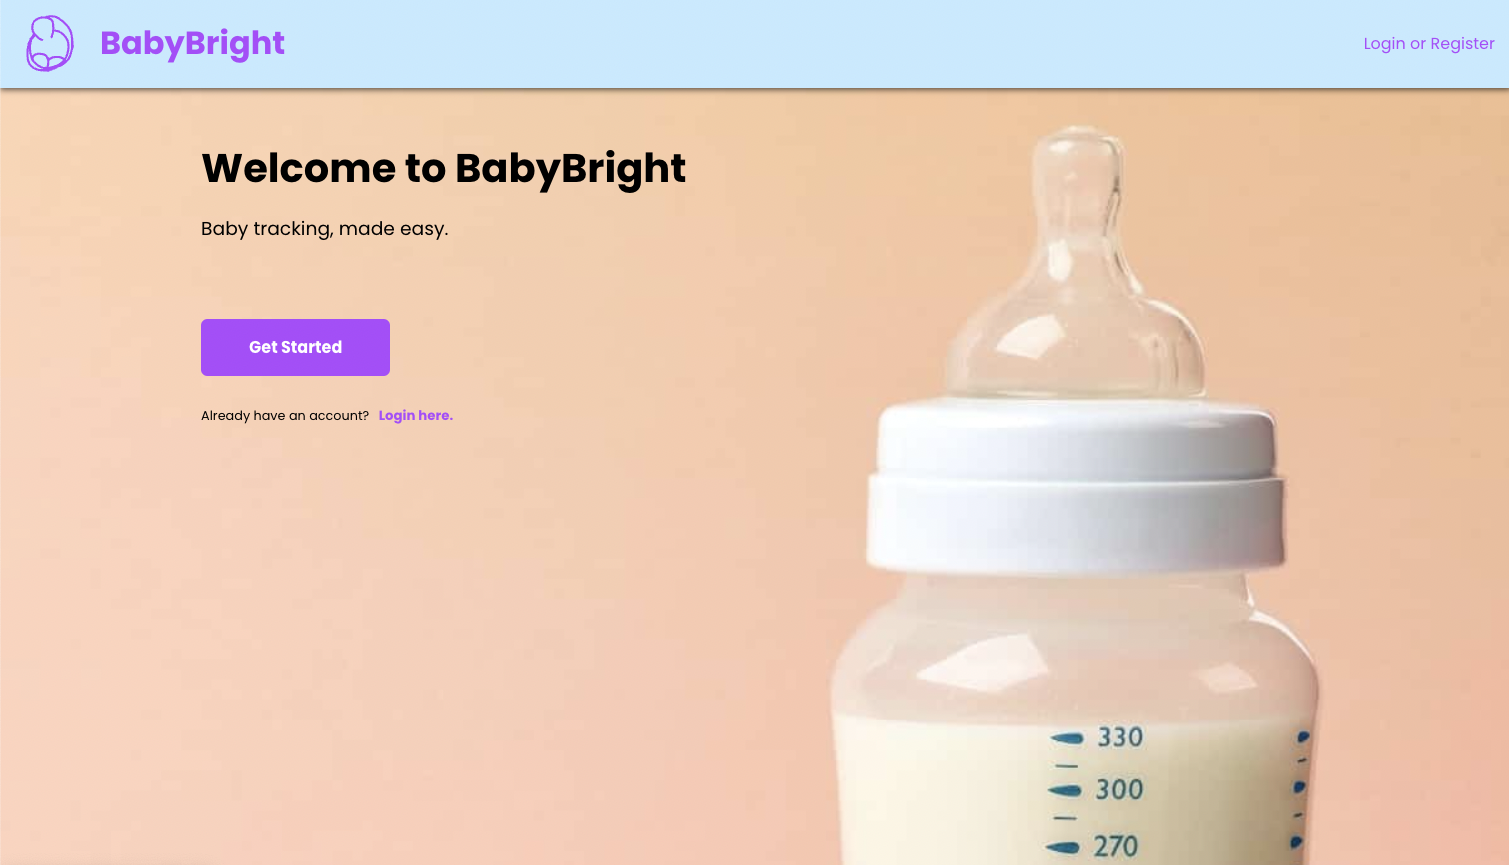 BabyBright
Login or Register
Welcome to BabyBright
Baby tracking, made easy.
Get Started
Already have an account? Login here.
330
300
270